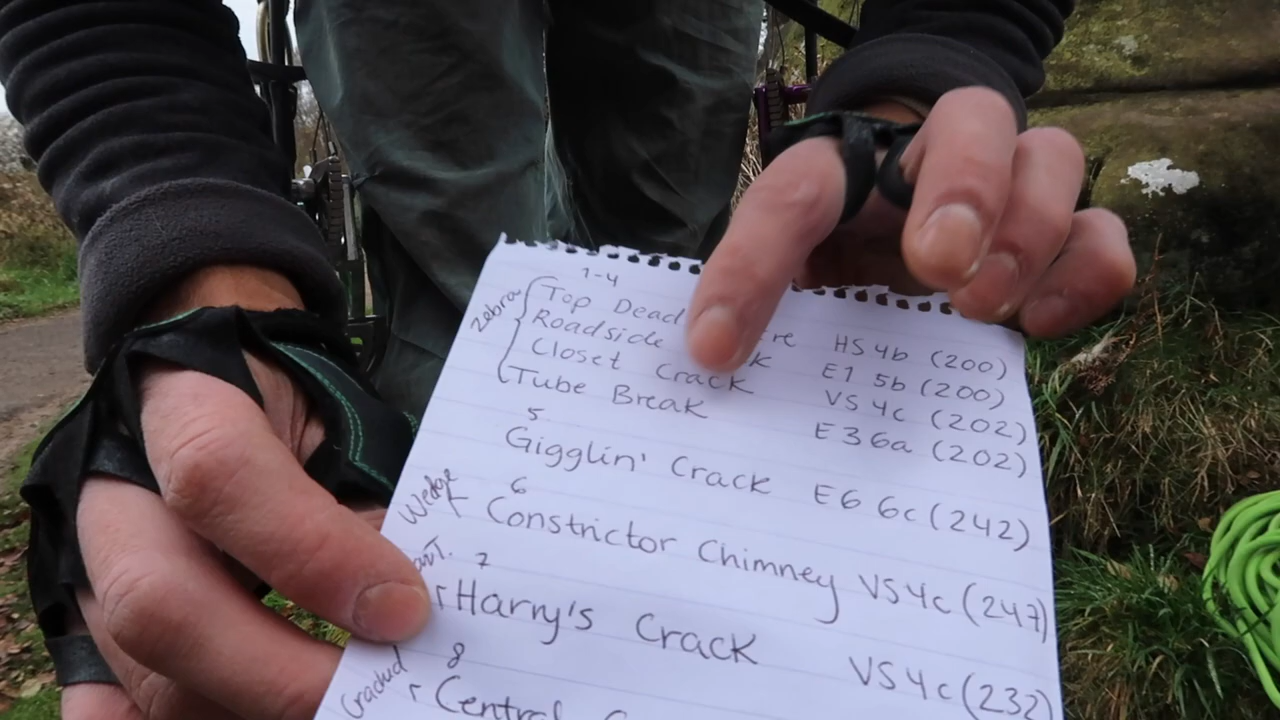 1-4
zebra { Top Dead re HS 4b (200)
Roadside K E1 5b (200)
Closet Crack VS 4c (202)
Tube Break E3 6a (202)
5
Gigglin' Crack E6 6c (242)
6
Wedge Constrictor Chimney VS 4c (247)
7
Harry's Crack VS 4c (232)
8
Central